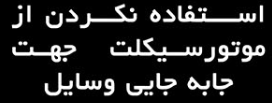 استفاده نکردن از
موتورسیکلت جهت
جابه جایی وسایل